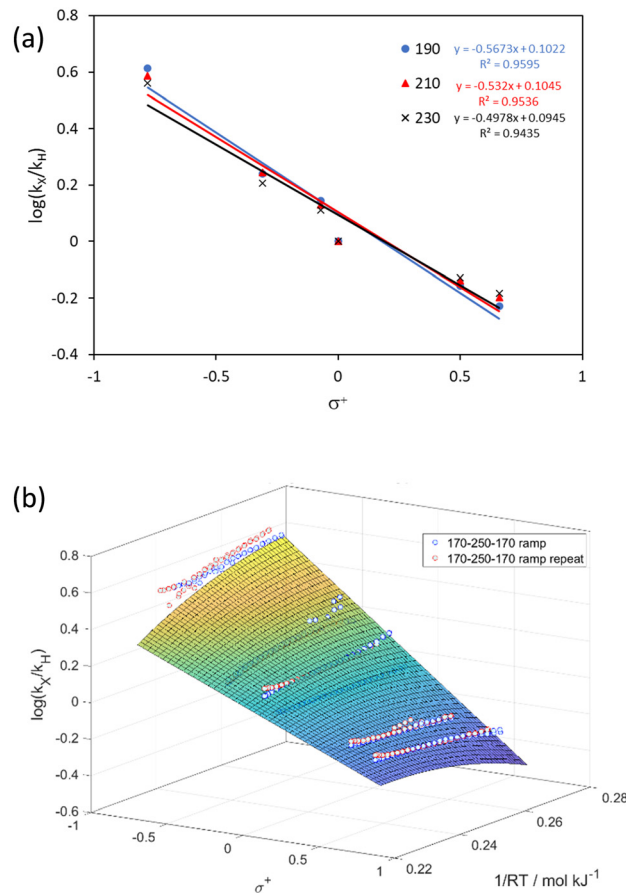 (a)
190 y = -0.5673x + 0.1022
R² = 0.9595
210 y = -0.532x + 0.1045
R² = 0.9536
230 y = -0.4978x + 0.0945
R² = 0.9435
0.8
0.6
0.4
0.2
0
-0.2
-0.4
log(kX/kH)
-1 -0.5 0 0.5 1
σ⁺
(b)
170-250-170 ramp
170-250-170 ramp repeat
0.8
0.6
0.4
0.2
0
-0.2
-0.4
-0.6
log(kX/kH)
-1 -0.5 0 0.5 1
σ⁺
0.22 0.24 0.26 0.28
1/RT / mol kJ⁻¹